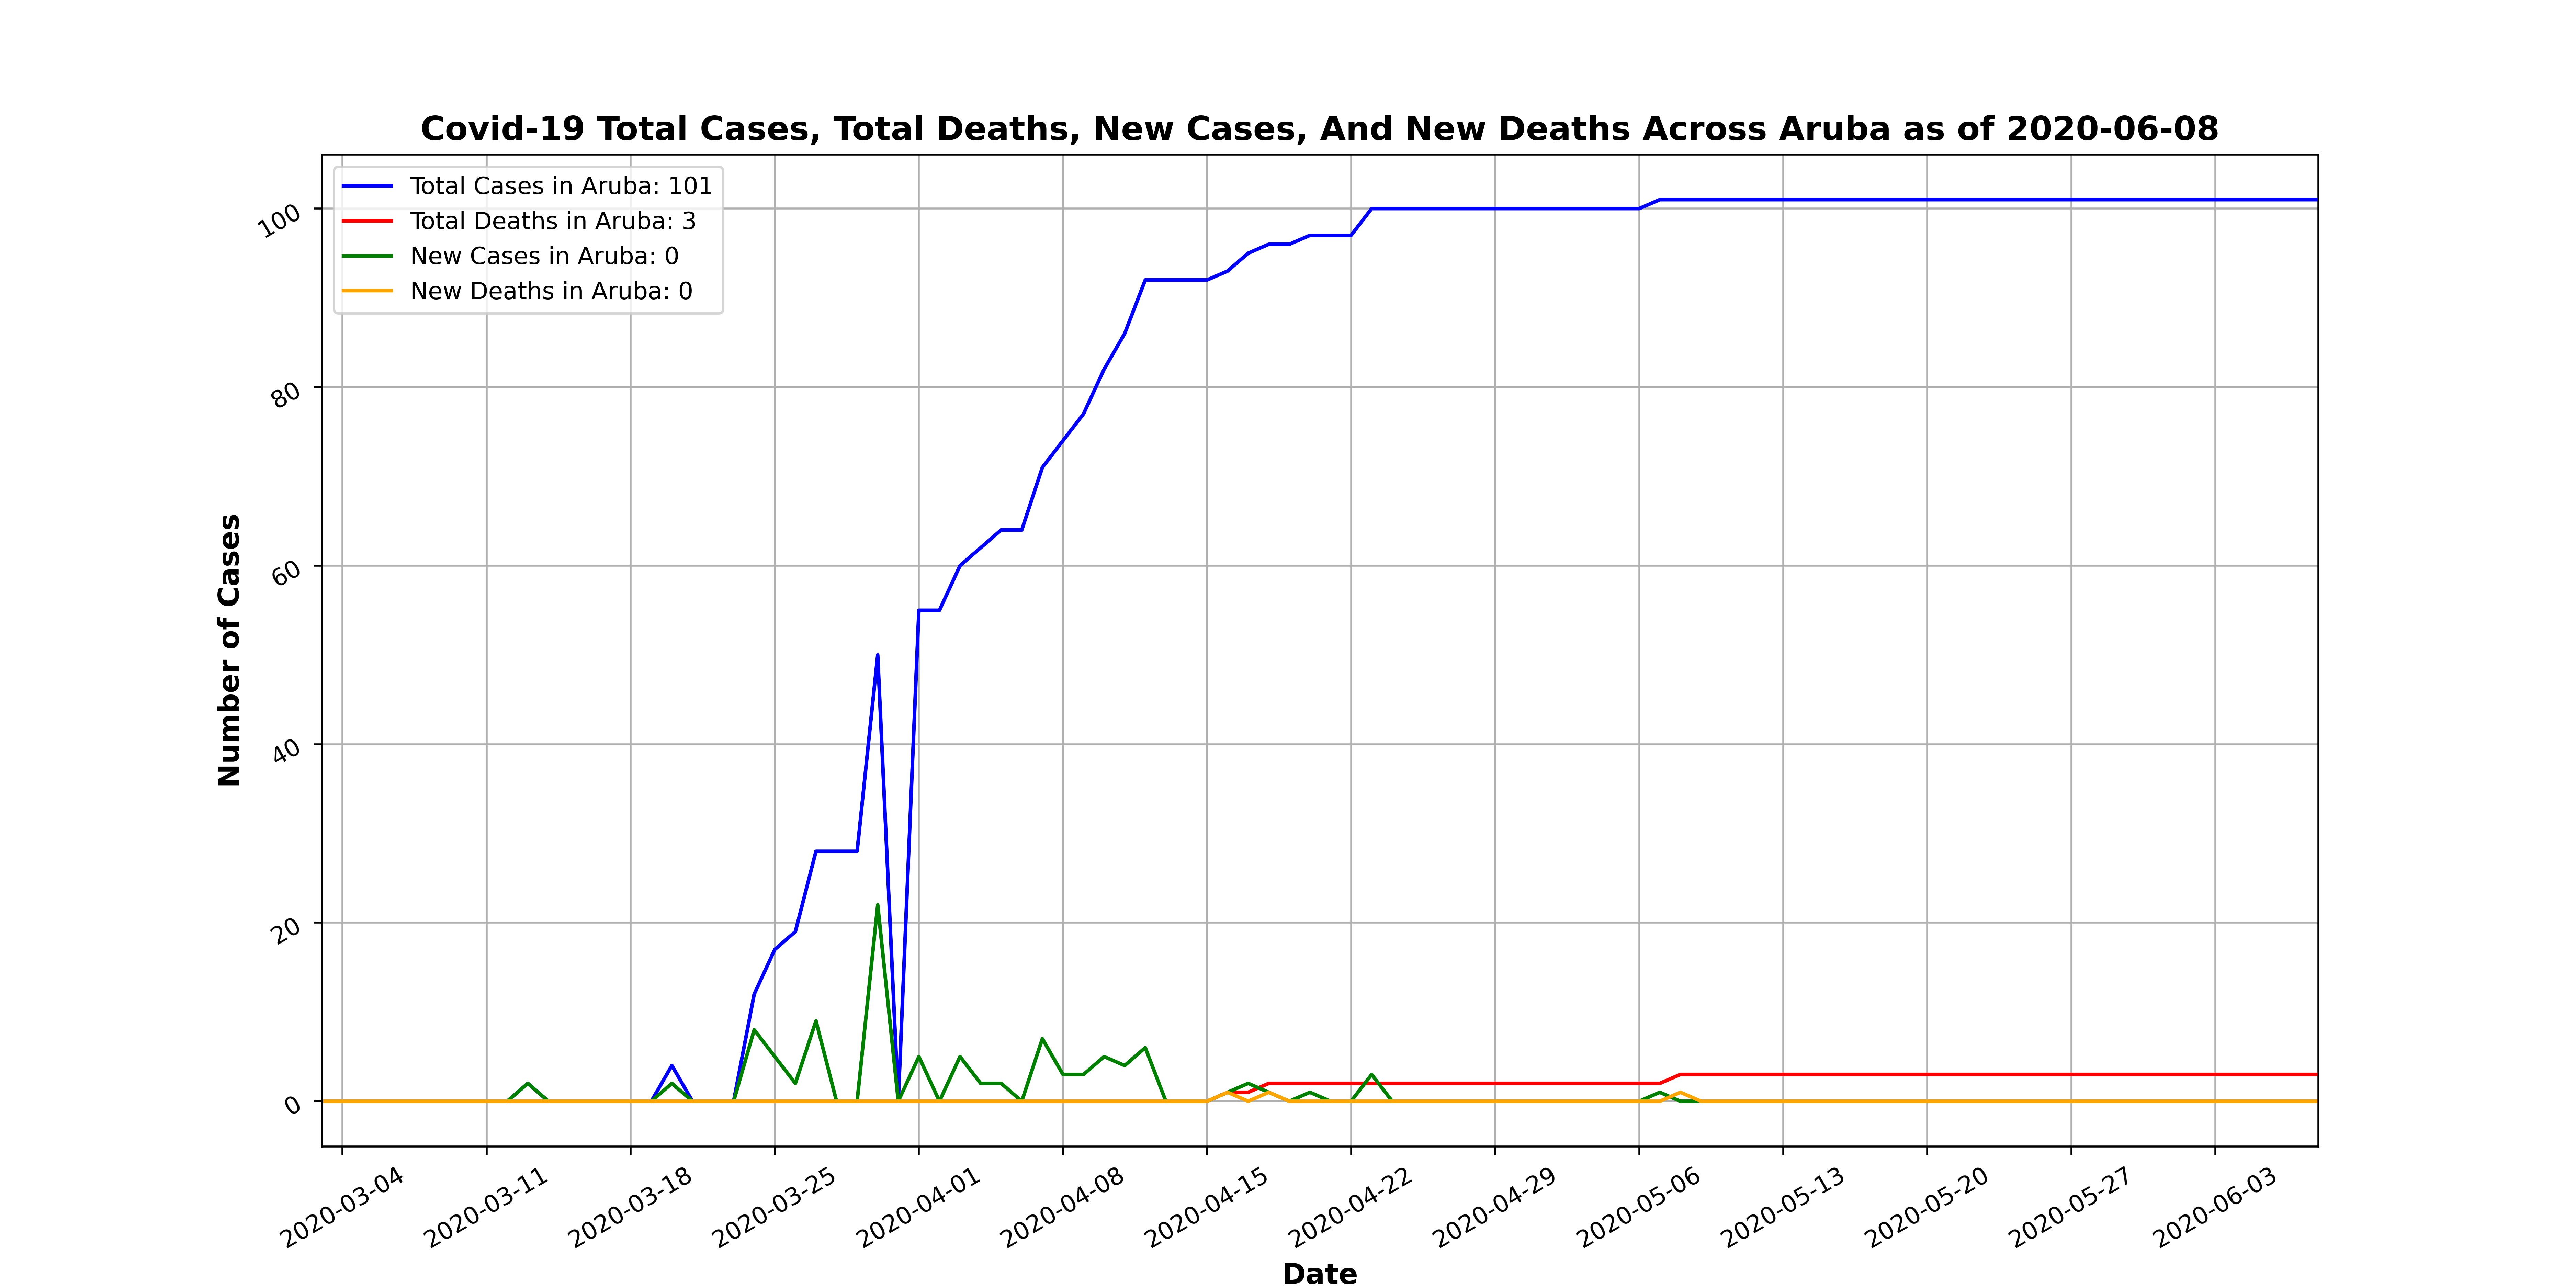 Covid-19 Total Cases, Total Deaths, New Cases, And New Deaths Across Aruba as of 2020-06-08
Total Cases in Aruba: 101
Total Deaths in Aruba: 3
New Cases in Aruba: 0
New Deaths in Aruba: 0
Number of Cases
100
80
60
40
20
0
2020-03-04
2020-03-11
2020-03-18
2020-03-25
2020-04-01
2020-04-08
2020-04-15
2020-04-22
2020-04-29
2020-05-06
2020-05-13
2020-05-20
2020-05-27
2020-06-03
Date